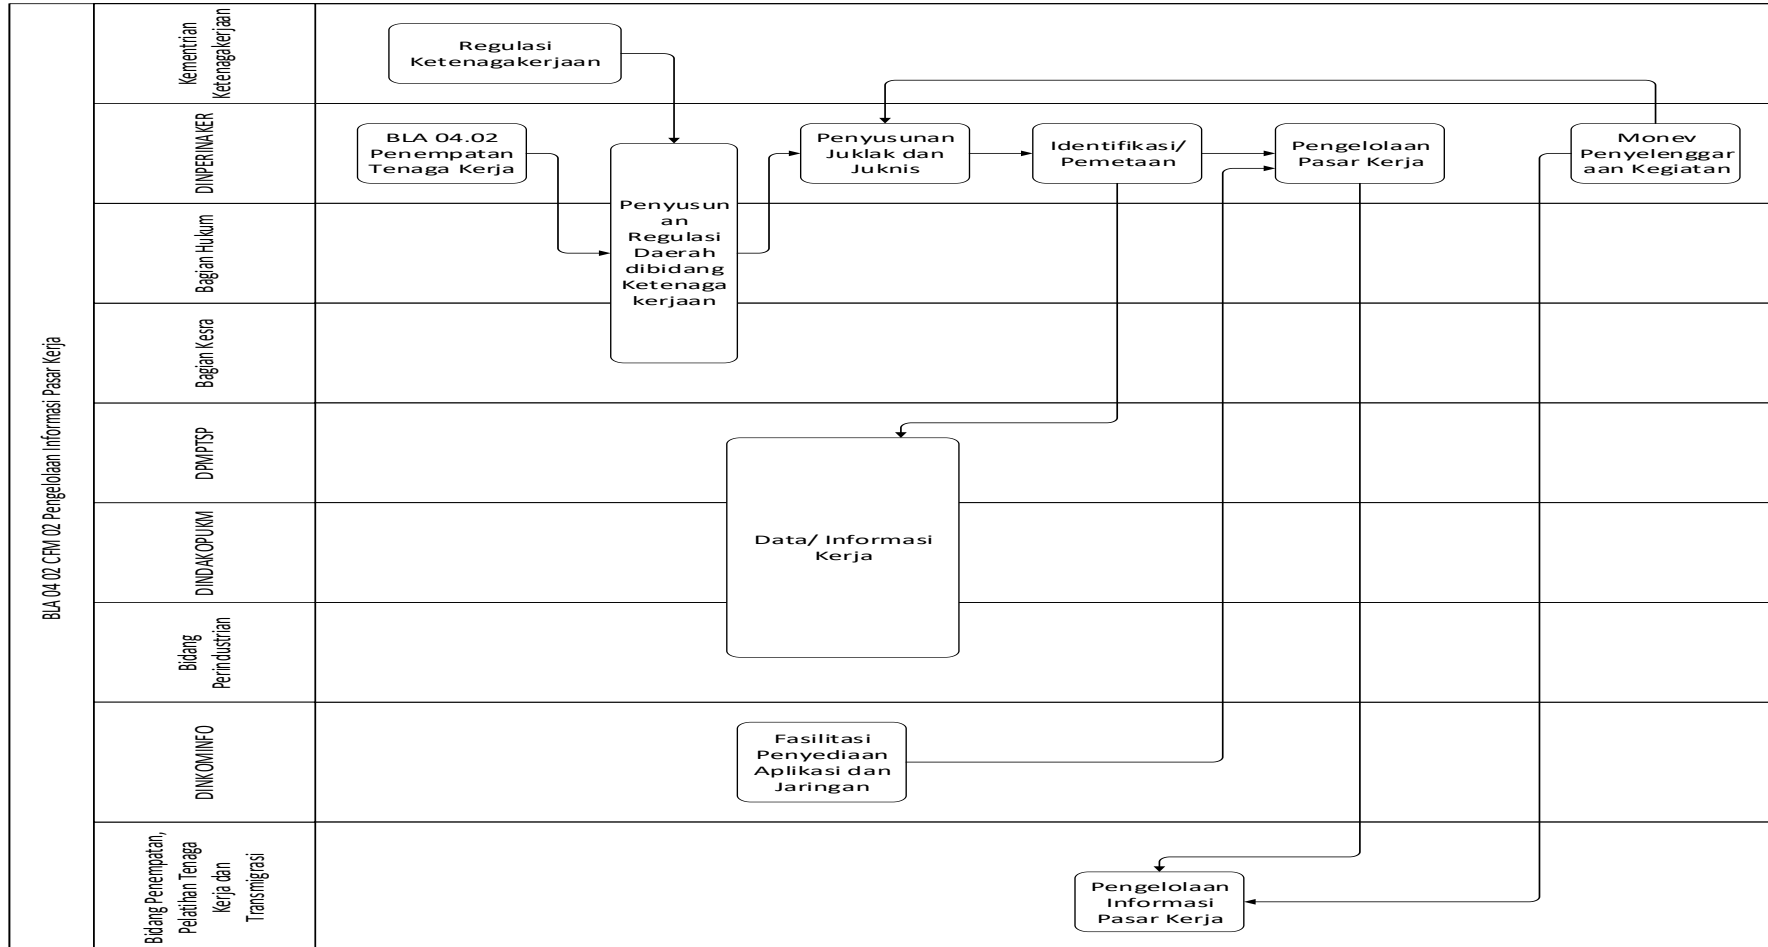 BLA 04 02 CFM 02 Pengelolaan Informasi Pasar Kerja
Kementrian
Ketenagakerjaan
Regulasi
Ketenagakerjaan
DINPERINAKER
BLA 04.02
Penempatan
Tenaga Kerja
Penyusun
an
Regulasi
Daerah
dibidang
Ketenaga
kerjaan
Penyusunan
Juklak dan
Juknis
Identifikasi/
Pemetaan
Pengelolaan
Pasar Kerja
Monev
Penyelenggar
aan Kegiatan
Bagian Hukum
Bagian Kesra
DPMPTSP
DINDAKOPUKM
Data/ Informasi
Kerja
Bidang
Perindustrian
DINKOMINFO
Fasilitasi
Penyediaan
Aplikasi dan
Jaringan
Bidang Penempatan,
Pelatihan Tenaga
Kerja dan
Transmigrasi
Pengelolaan
Informasi
Pasar Kerja